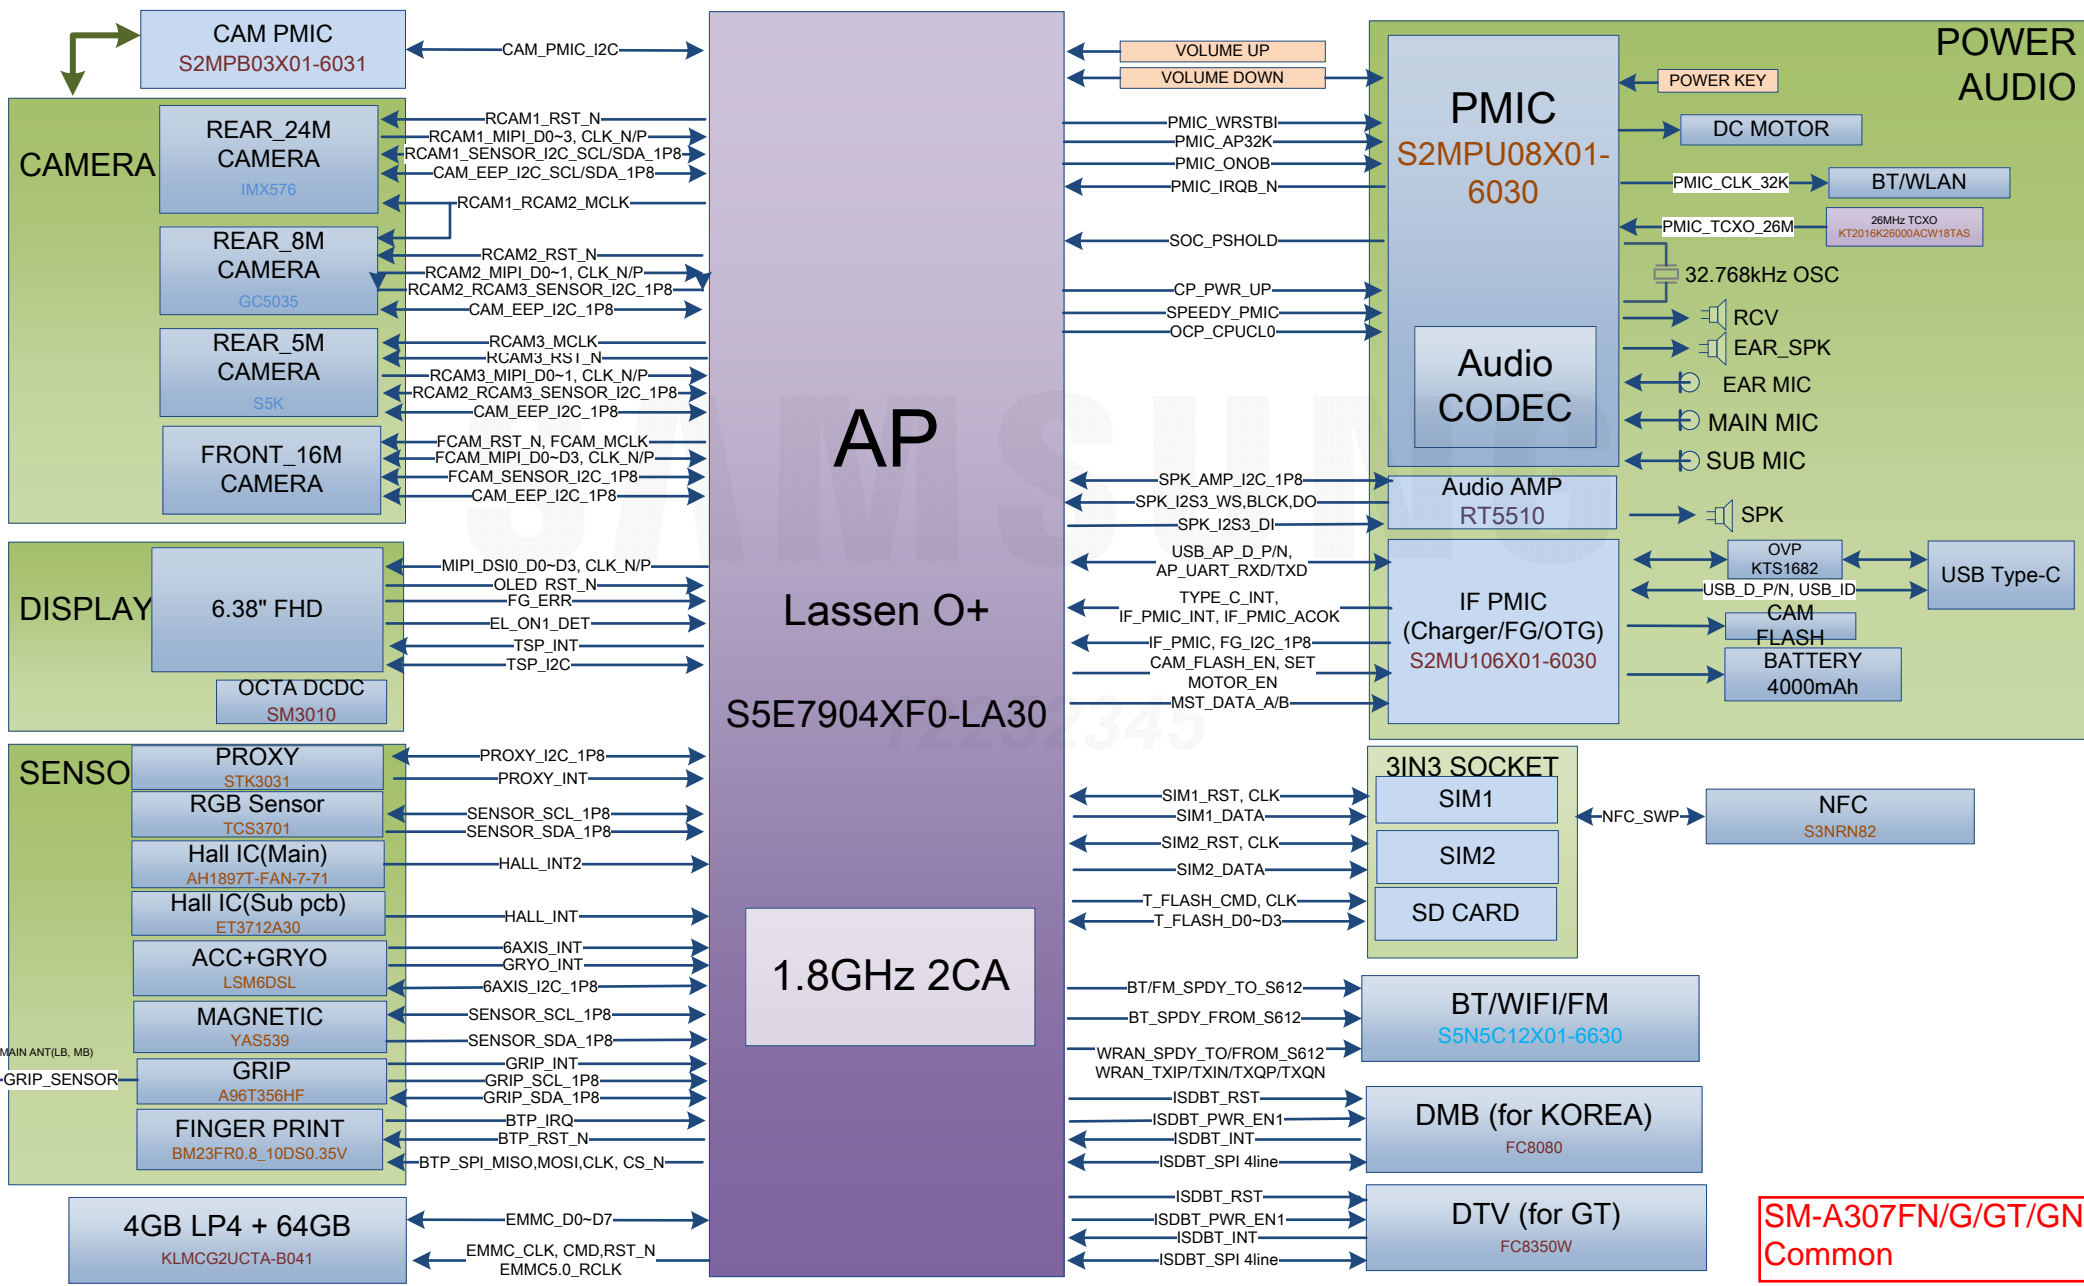 CAM PMIC
S2MPB03X01-6031
CAM_PMIC_I2C
CAMERA
REAR_24M
CAMERA
IMX576
RCAM1_RST_N
RCAM1_MIPI_D0~3, CLK_N/P
RCAM1_SENSOR_I2C_SCL/SDA_1P8
CAM_EEP_I2C_SCL/SDA_1P8
RCAM1_RCAM2_MCLK
REAR_8M
CAMERA
GC5035
RCAM2_RST_N
RCAM2_MIPI_D0~1, CLK_N/P
RCAM2_RCAM3_SENSOR_I2C_1P8
CAM_EEP_I2C_1P8
REAR_5M
CAMERA
S5K
RCAM3_MCLK
RCAM3_RST_N
RCAM3_MIPI_D0~1, CLK_N/P
RCAM2_RCAM3_SENSOR_I2C_1P8
CAM_EEP_I2C_1P8
FRONT_16M
CAMERA
FCAM_RST_N, FCAM_MCLK
FCAM_MIPI_D0~D3, CLK_N/P
FCAM_SENSOR_I2C_1P8
CAM_EEP_I2C_1P8
DISPLAY
6.38" FHD
MIPI_DSI0_D0~D3, CLK_N/P
OLED_RST_N
FG_ERR
EL_ON1_DET
TSP_INT
TSP_I2C
OCTA DCDC
SM3010
SENSO
PROXY
STK3031
PROXY_I2C_1P8
PROXY_INT
RGB Sensor
TCS3701
SENSOR_SCL_1P8
SENSOR_SDA_1P8
Hall IC(Main)
AH1897T-FAN-7-71
HALL_INT2
Hall IC(Sub pcb)
ET3712A30
HALL_INT
ACC+GRYO
LSM6DSL
6AXIS_INT
GRYO_INT
6AXIS_I2C_1P8
MAGNETIC
YAS539
SENSOR_SCL_1P8
SENSOR_SDA_1P8
MAIN ANT(LB, MB)
GRIP_SENSOR
GRIP
A96T356HF
GRIP_INT
GRIP_SCL_1P8
GRIP_SDA_1P8
FINGER PRINT
BM23FR0.8_10DS0.35V
BTP_IRQ
BTP_RST_N
BTP_SPI_MISO,MOSI,CLK, CS_N
4GB LP4 + 64GB
KLMCG2UCTA-B041
EMMC_D0~D7
EMMC_CLK, CMD,RST_N
EMMC5.0_RCLK
AP
Lassen O+
S5E7904XF0-LA30
1.8GHz 2CA
SAMSUNG
12252345
VOLUME UP
VOLUME DOWN
PMIC_WRSTBI
PMIC_AP32K
PMIC_ONOB
PMIC_IRQB_N
SOC_PSHOLD
CP_PWR_UP
SPEEDY_PMIC
OCP_CPUCL0
POWER
AUDIO
PMIC
S2MPU08X01-
6030
Audio
CODEC
POWER KEY
DC MOTOR
PMIC_CLK_32K
BT/WLAN
PMIC_TCXO_26M
26MHz TCXO
KT2016K26000ACW18TAS
32.768kHz OSC
RCV
EAR_SPK
EAR MIC
MAIN MIC
SUB MIC
SPK_AMP_I2C_1P8
SPK_I2S3_WS,BLCK,DO
SPK_I2S3_DI
Audio AMP
RT5510
SPK
USB_AP_D_P/N,
AP_UART_RXD/TXD
TYPE_C_INT,
IF_PMIC_INT, IF_PMIC_ACOK
IF_PMIC, FG_I2C_1P8
CAM_FLASH_EN, SET
MOTOR_EN
MST_DATA_A/B
IF PMIC
(Charger/FG/OTG)
S2MU106X01-6030
OVP
KTS1682
USB_D_P/N, USB_ID
USB Type-C
CAM
FLASH
BATTERY
4000mAh
3IN3 SOCKET
SIM1_RST, CLK
SIM1_DATA
SIM1
SIM2_RST, CLK
SIM2_DATA
SIM2
T_FLASH_CMD, CLK
T_FLASH_D0~D3
SD CARD
NFC_SWP
NFC
S3NRN82
BT/FM_SPDY_TO_S612
BT_SPDY_FROM_S612
WRAN_SPDY_TO/FROM_S612
WRAN_TXIP/TXIN/TXQP/TXQN
BT/WIFI/FM
S5N5C12X01-6630
ISDBT_RST
ISDBT_PWR_EN1
ISDBT_INT
ISDBT_SPI 4line
DMB (for KOREA)
FC8080
ISDBT_RST
ISDBT_PWR_EN1
ISDBT_INT
ISDBT_SPI 4line
DTV (for GT)
FC8350W
SM-A307FN/G/GT/GN
Common